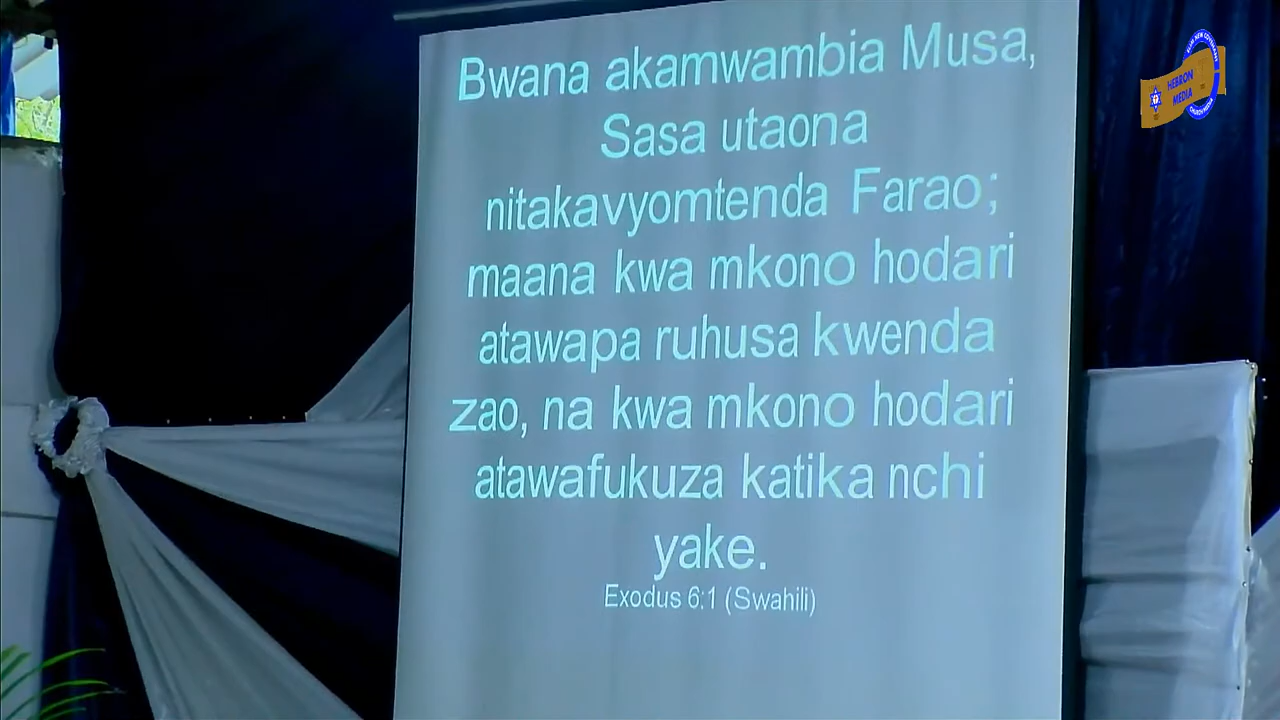 Bwana akamwambia Musa,
Sasa utaona
nitakavyomtenda Farao;
maana kwa mkono hodari
atawapa ruhusa kwenda
zao, na kwa mkono hodari
atawafukuza katika nchi
yake.
Exodus 6:1 (Swahili)
HEBRON
MEDIA